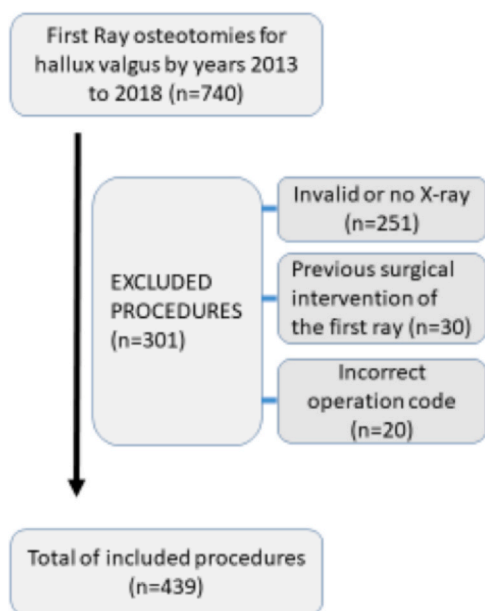 First Ray osteotomies for
hallux valgus by years 2013
to 2018 (n=740)
Invalid or no X-ray
(n=251)
EXCLUDED
PROCEDURES
(n=301)
Previous surgical
intervention of
the first ray (n=30)
Incorrect
operation code
(n=20)
Total of included procedures
(n=439)